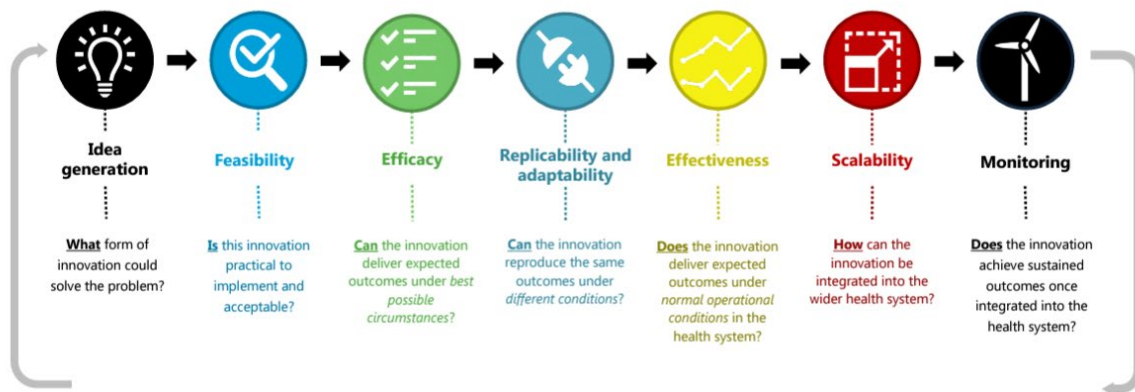 Idea
generation
Feasibility
Efficacy
Replicability and
adaptability
Effectiveness
Scalability
Monitoring
What form of
innovation could
solve the problem?
Is this innovation
practical to
implement and
acceptable?
Can the innovation
deliver expected
outcomes under best
possible
circumstances?
Can the innovation
reproduce the same
outcomes under
different conditions?
Does the innovation
deliver expected
outcomes under
normal operational
conditions in the
health system?
How can the
innovation be
integrated into the
wider health system?
Does the innovation
achieve sustained
outcomes once
integrated into the
health system?